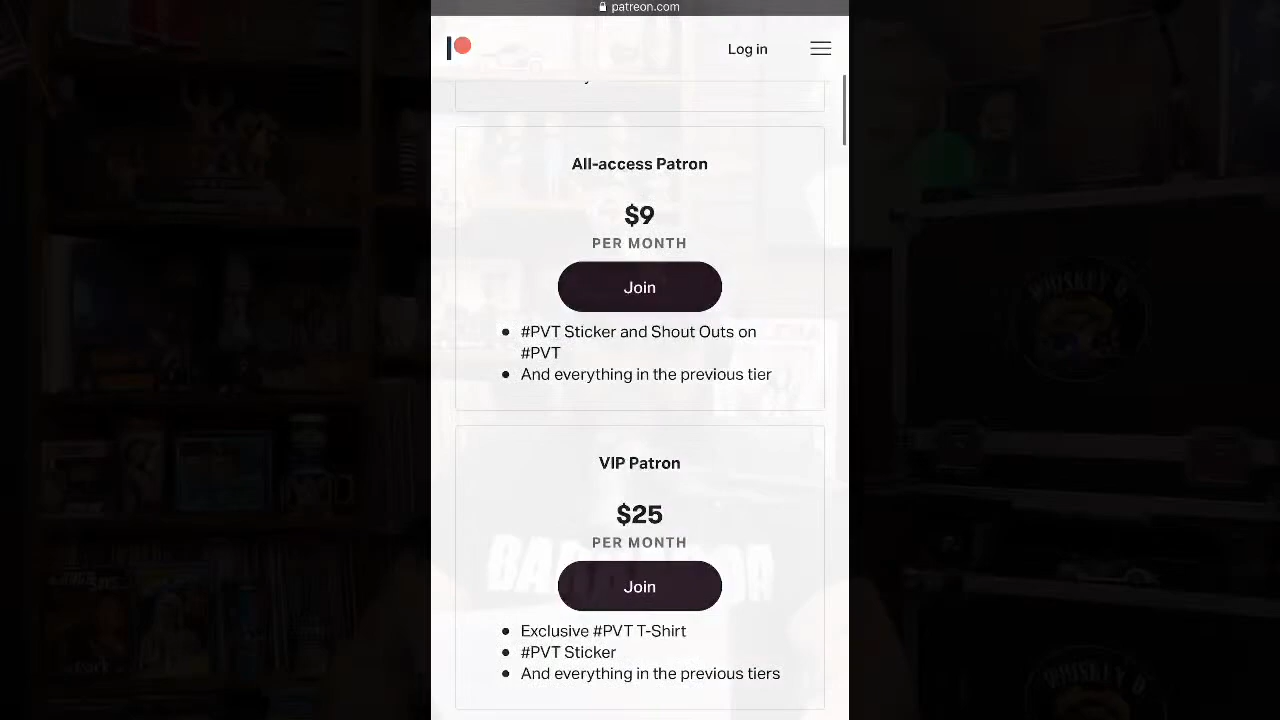 patreon.com
Log in
All-access Patron
$9
PER MONTH
Join
#PVT Sticker and Shout Outs on
#PVT
And everything in the previous tier
VIP Patron
$25
PER MONTH
Join
Exclusive #PVT T-Shirt
#PVT Sticker
And everything in the previous tiers
WHISKEY
WHISKEY